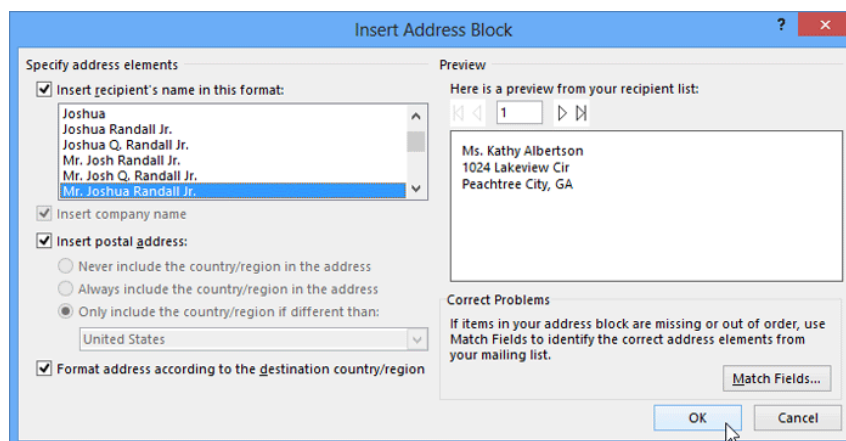 Insert Address Block
?
Specify address elements
Insert recipient's name in this format:
Joshua
Joshua Randall Jr.
Joshua Q. Randall Jr.
Mr. Josh Randall Jr.
Mr. Josh Q. Randall Jr.
Mr. Joshua Randall Jr.
Insert company name
Insert postal address:
Never include the country/region in the address
Always include the country/region in the address
Only include the country/region if different than:
United States
Format address according to the destination country/region
Preview
Here is a preview from your recipient list:
1
Ms. Kathy Albertson
1024 Lakeview Cir
Peachtree City, GA
Correct Problems
If items in your address block are missing or out of order, use
Match Fields to identify the correct address elements from
your mailing list.
Match Fields...
OK
Cancel